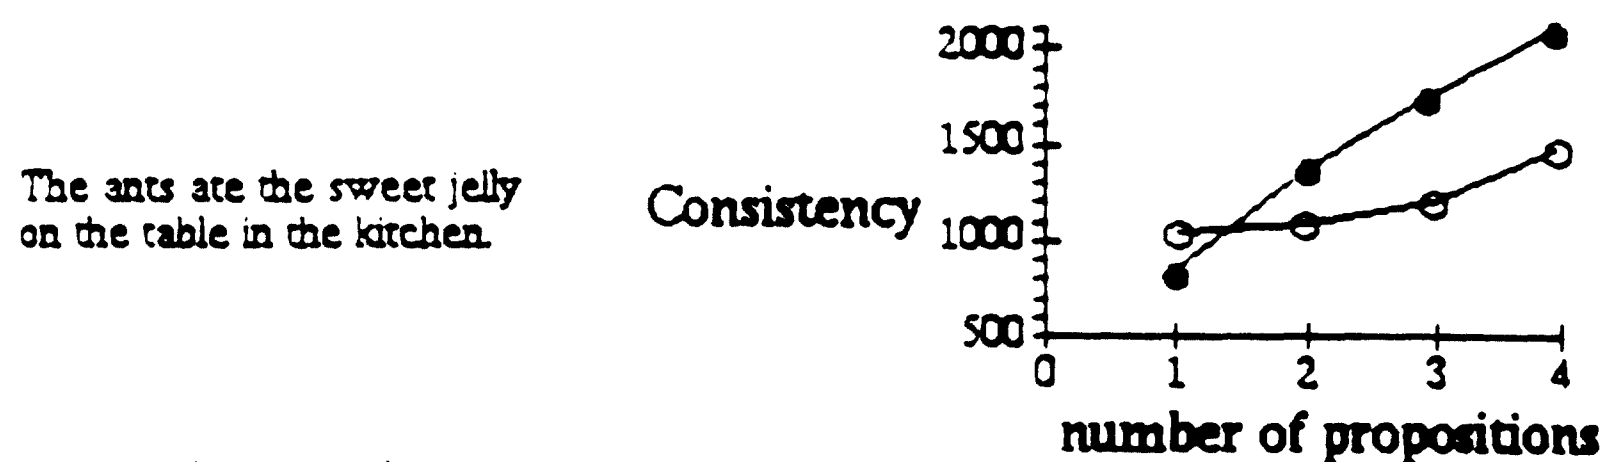 The ants ate the sweet jelly
on the table in the kitchen.
Consistency
2000
1500
1000
500
0 1 2 3 4
number of propositions